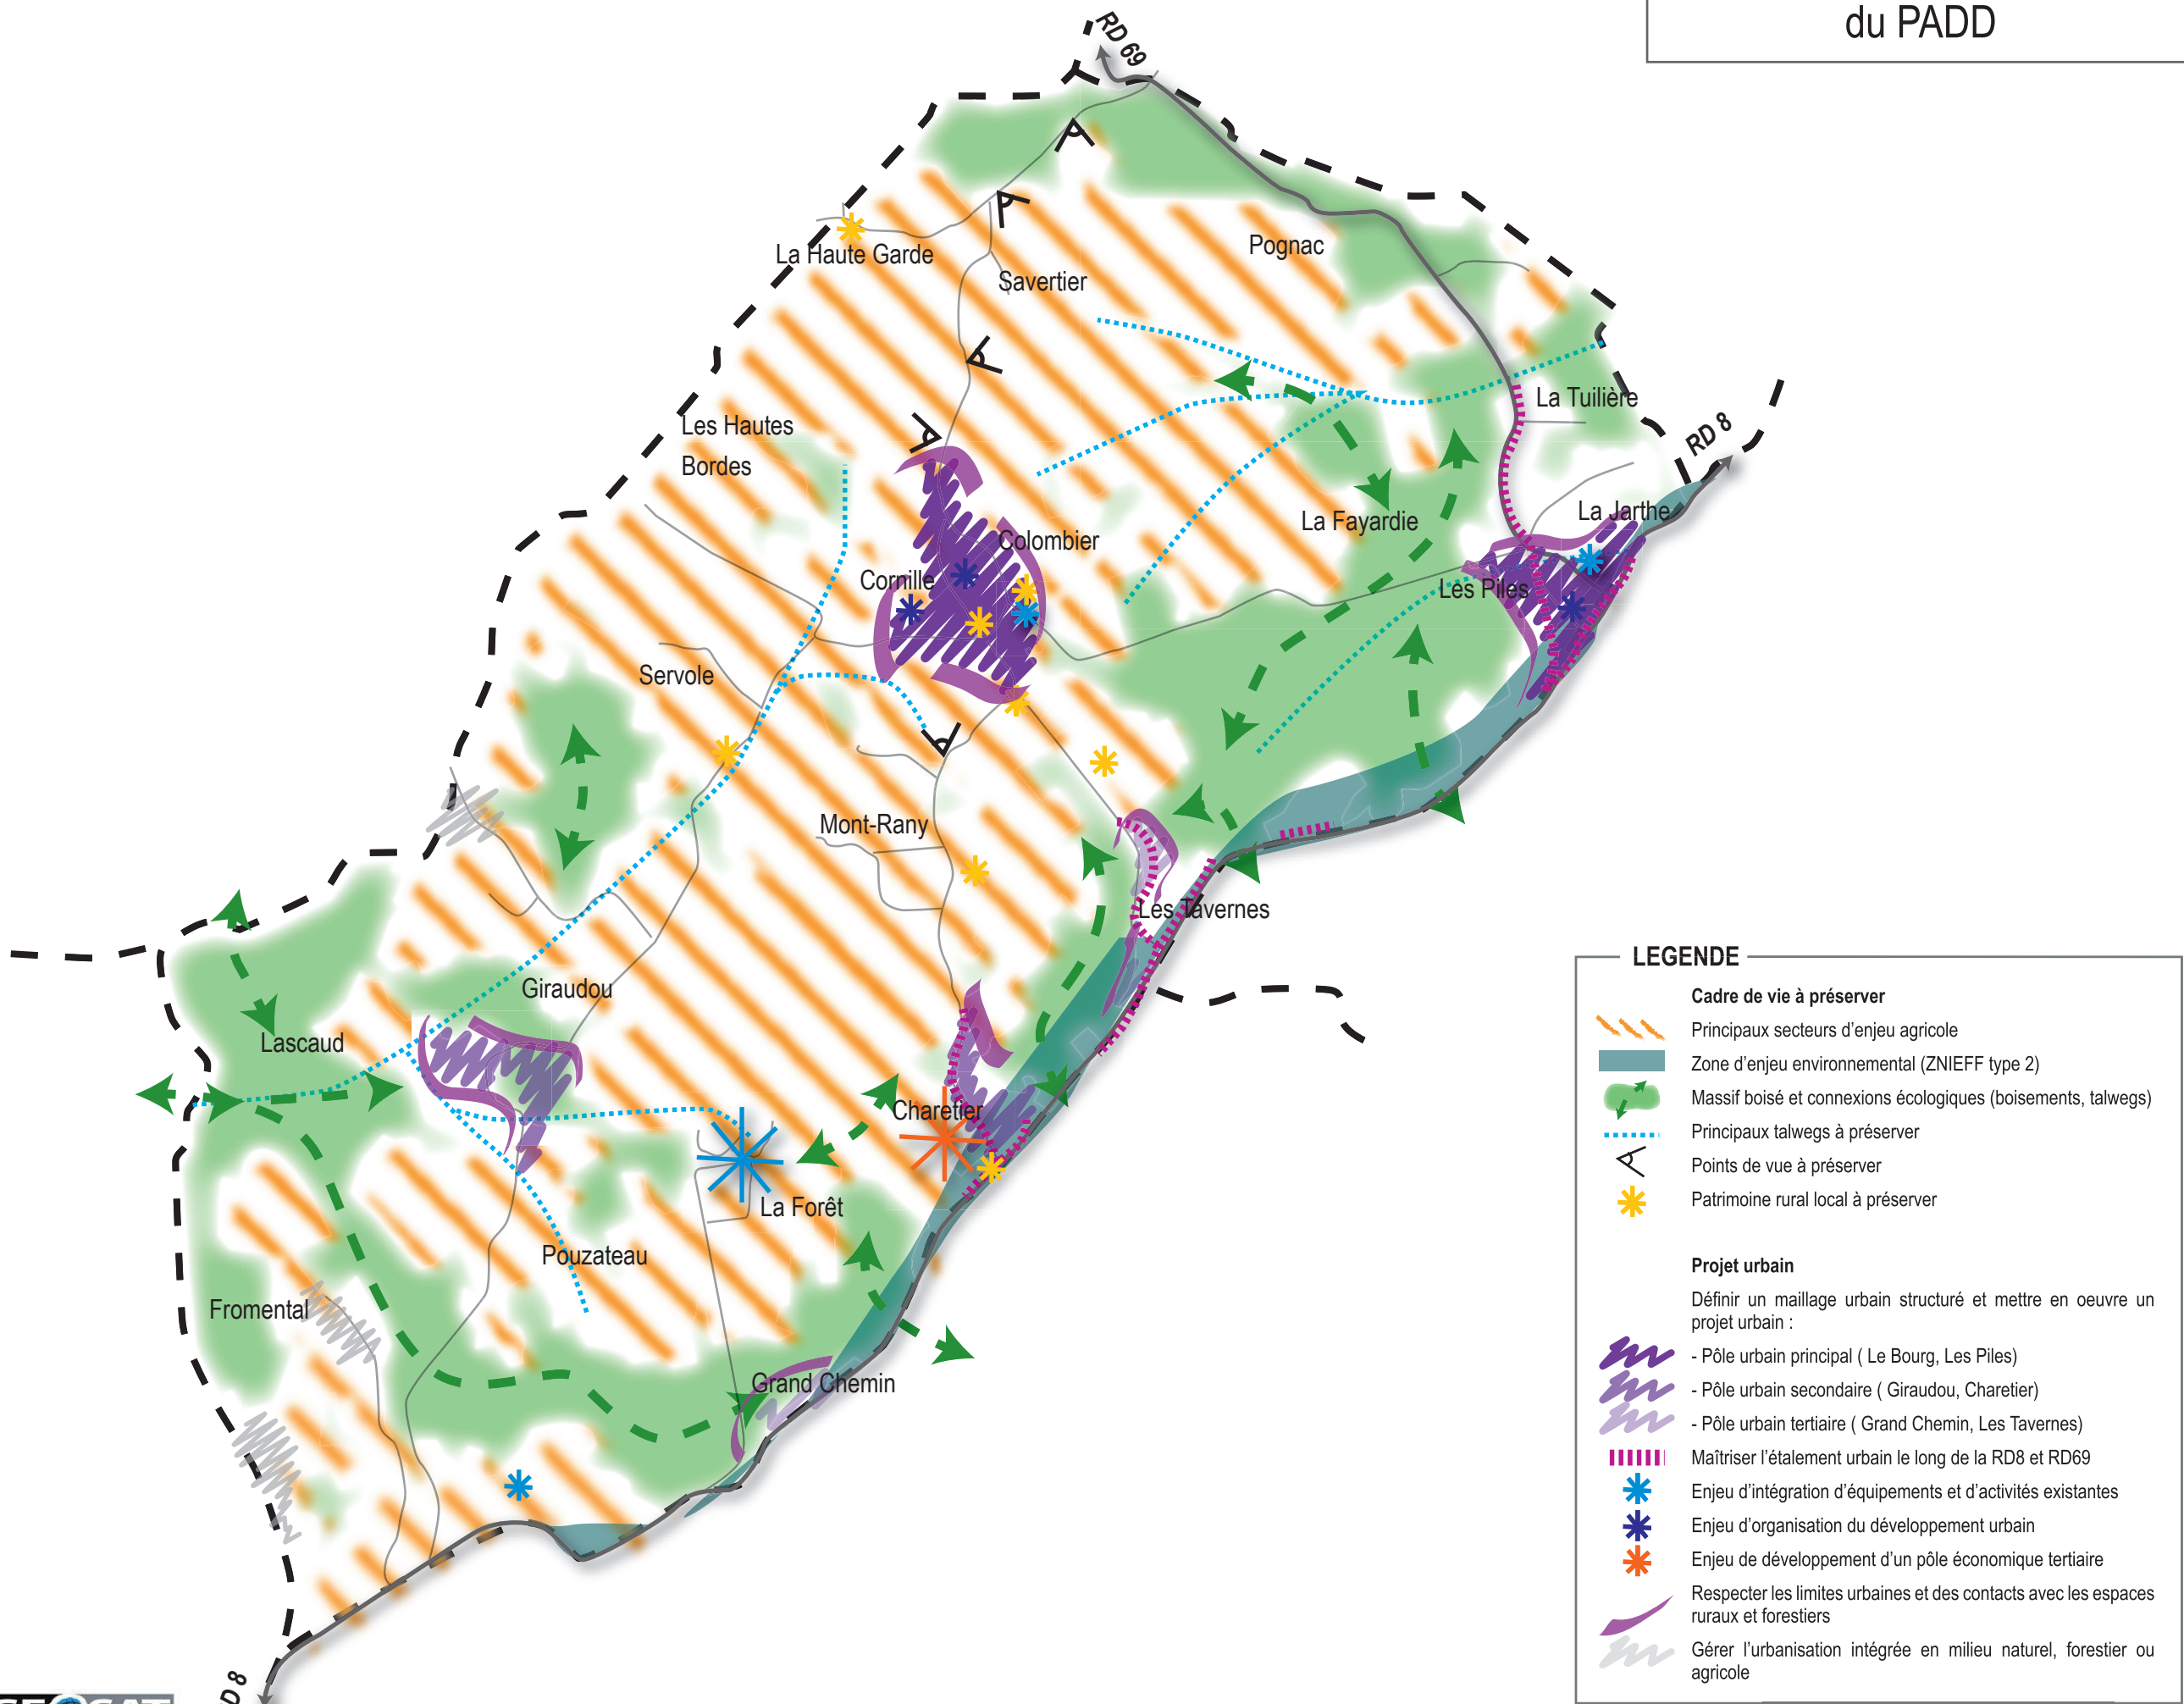 du PADD
RD 69
La Haute Garde
Savertier
Pognac
La Tuilière
RD 8
Les Hautes
Bordes
La Jarthe
La Fayardie
Colombier
Cornille
Les Piles
Servole
Mont-Rany
Les Tavernes
Giraudou
Lascaud
Charetier
La Forêt
Pouzateau
Fromental
Grand Chemin
LEGENDE
Cadre de vie à préserver
Principaux secteurs d'enjeu agricole
Zone d'enjeu environnemental (ZNIEFF type 2)
Massif boisé et connexions écologiques (boisements, talwegs)
Principaux talwegs à préserver
Points de vue à préserver
Patrimoine rural local à préserver
Projet urbain
Définir un maillage urbain structuré et mettre en oeuvre un
projet urbain :
- Pôle urbain principal ( Le Bourg, Les Piles)
- Pôle urbain secondaire ( Giraudou, Charetier)
- Pôle urbain tertiaire ( Grand Chemin, Les Tavernes)
Maîtriser l'étalement urbain le long de la RD8 et RD69
Enjeu d'intégration d'équipements et d'activités existantes
Enjeu d'organisation du développement urbain
Enjeu de développement d'un pôle économique tertiaire
Respecter les limites urbaines et des contacts avec les espaces
ruraux et forestiers
Gérer l'urbanisation intégrée en milieu naturel, forestier ou
agricole